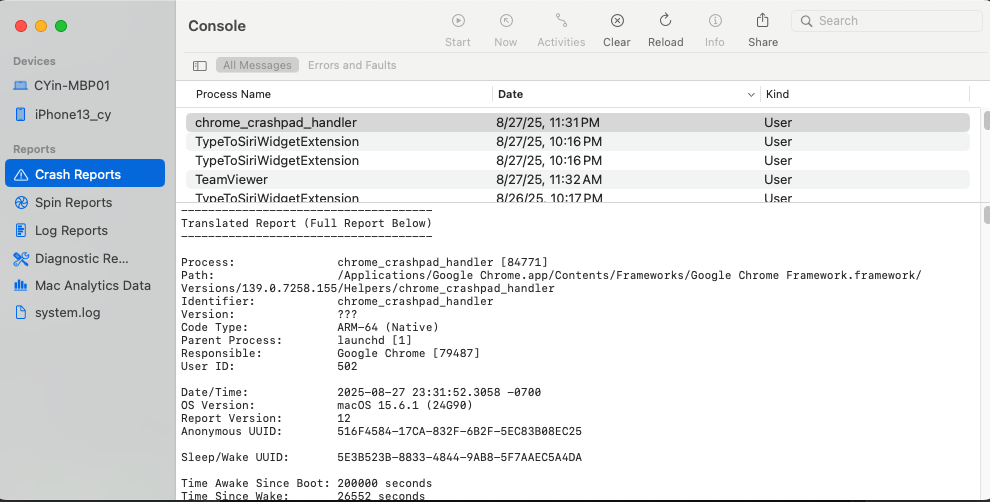 Console
Start
Now
Activities
Clear
Reload
Info
Share
Search
All Messages
Errors and Faults
Devices
CYin-MBP01
iPhone13_cy
Reports
Crash Reports
Spin Reports
Log Reports
Diagnostic Re...
Mac Analytics Data
system.log
Process Name Date Kind
chrome_crashpad_handler 8/27/25, 11:31 PM User
TypeToSiriWidgetExtension 8/27/25, 10:16 PM User
TypeToSiriWidgetExtension 8/27/25, 10:16 PM User
TeamViewer 8/27/25, 11:32 AM User
TypeToSiriWidgetExtension 8/26/25, 10:17 PM User
-------------------------------------
Translated Report (Full Report Below)
-------------------------------------
Process: chrome_crashpad_handler [84771]
Path: /Applications/Google Chrome.app/Contents/Frameworks/Google Chrome Framework.framework/
Versions/139.0.7258.155/Helpers/chrome_crashpad_handler
Identifier: chrome_crashpad_handler
Version: ???
Code Type: ARM-64 (Native)
Parent Process: launchd [1]
Responsible: Google Chrome [79487]
User ID: 502
Date/Time: 2025-08-27 23:31:52.3058 -0700
OS Version: macOS 15.6.1 (24G90)
Report Version: 12
Anonymous UUID: 516F4584-17CA-832F-6B2F-5EC83B08EC25
Sleep/Wake UUID: 5E3B523B-8833-4844-9AB8-5F7AAEC5A4DA
Time Awake Since Boot: 200000 seconds
Time Since Wake: 26552 seconds